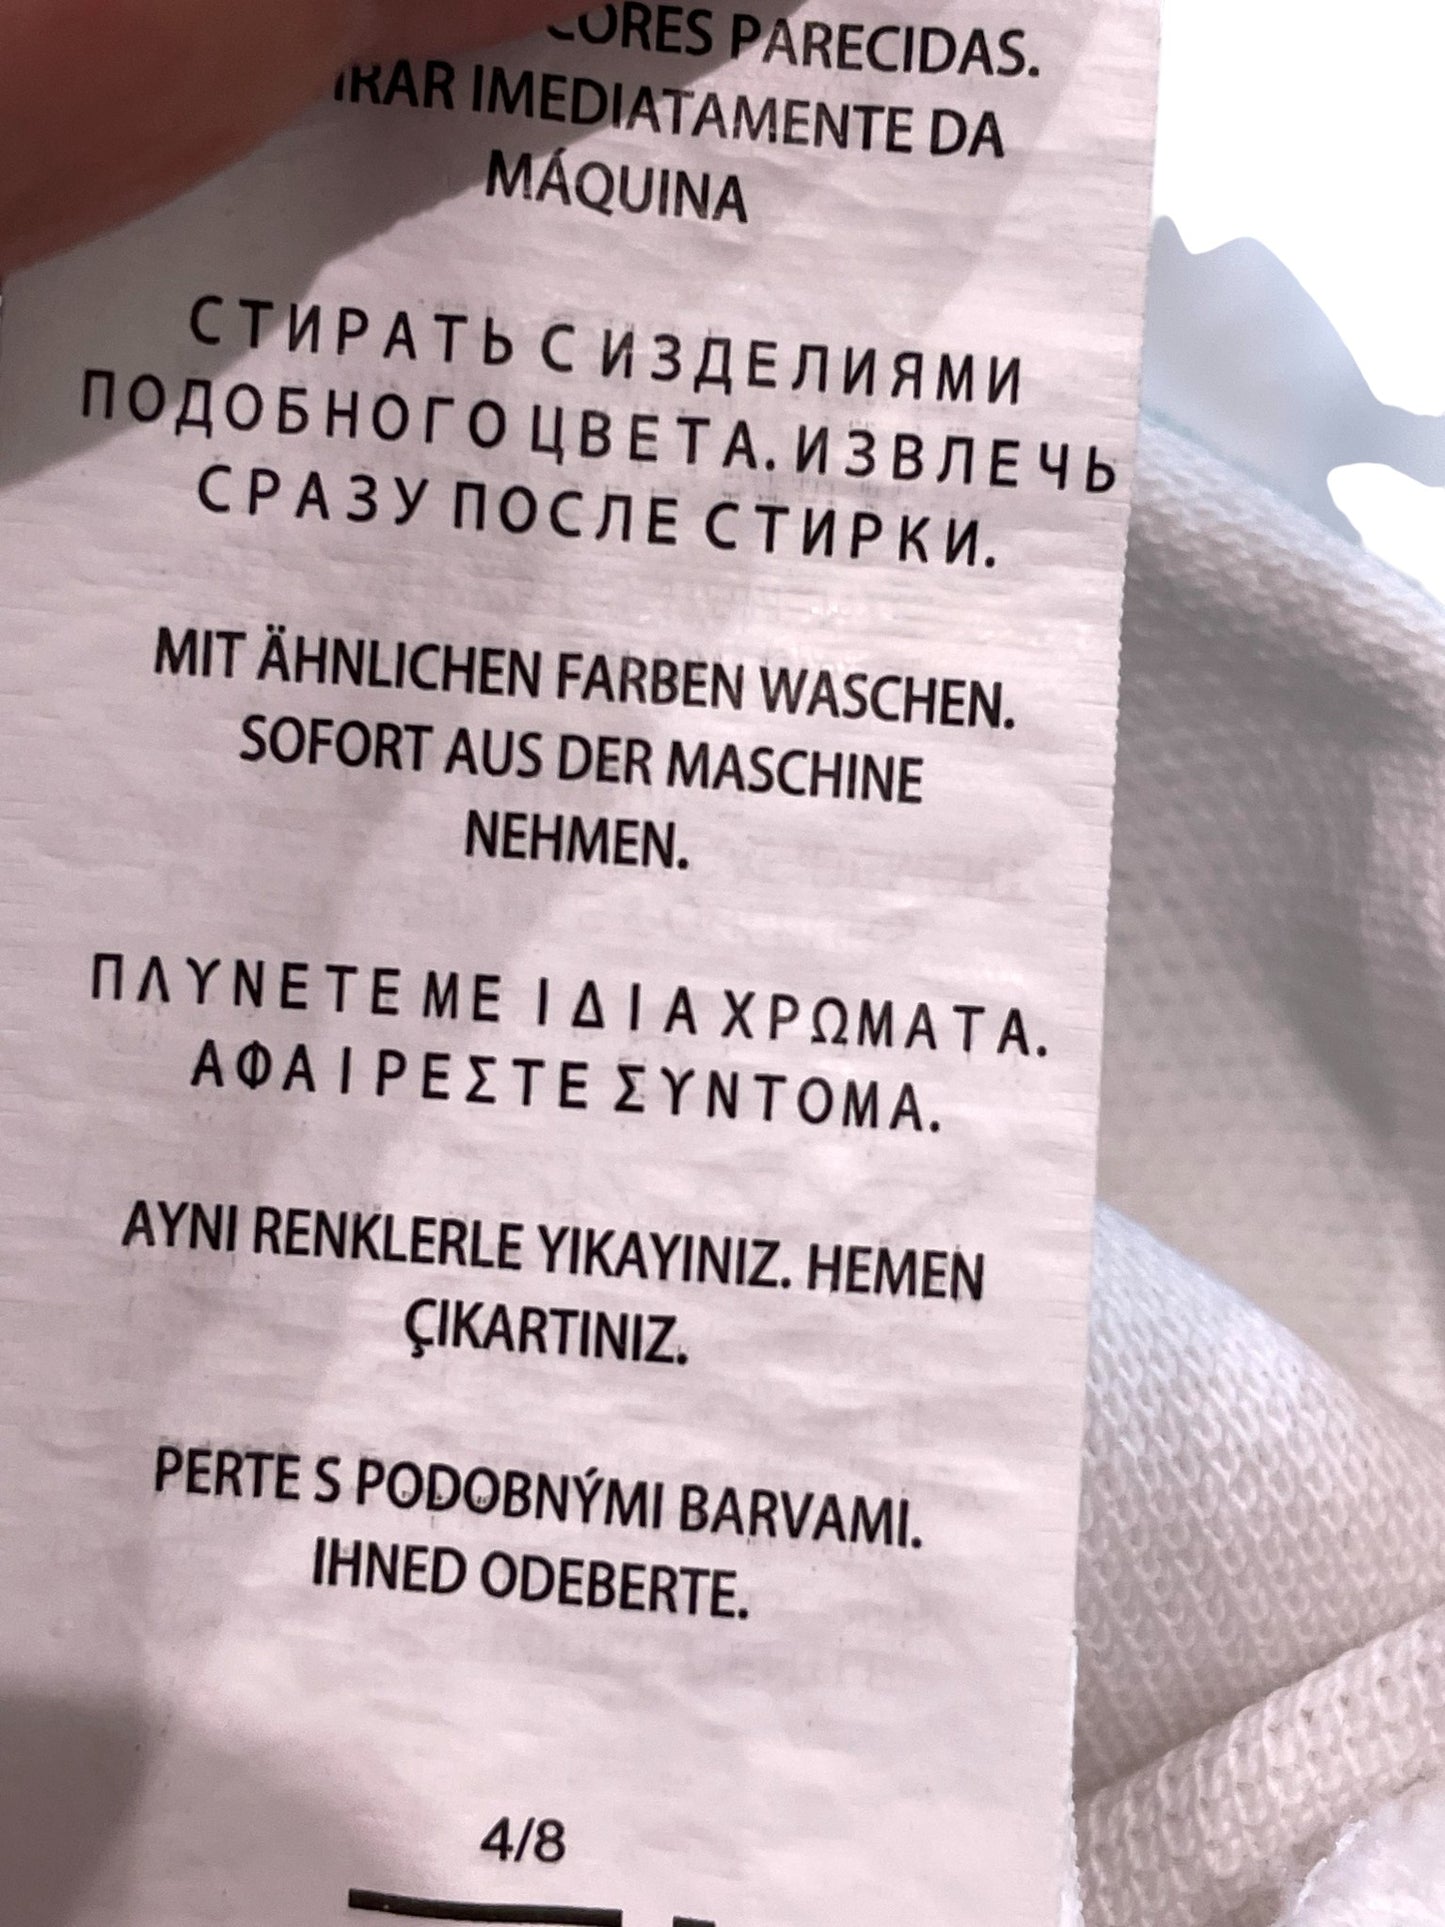 PARECIDAS.
IMEDIATAMENTE DA
MÁQUINA
СТИРАТЬ С ИЗДЕЛИЯМИ
ПОДОБНОГО ЦВЕТА. ИЗВЛЕЧЬ
СРАЗУ ПОСЛЕ СТИРКИ.
MIT ÄHNLICHEN FARBEN WASCHEN.
SOFORT AUS DER MASCHINE
NEHMEN.
ΠΛΥΝΕΤΕ ΜΕ ΙΔΙΑ ΧΡΩΜΑΤΑ.
ΑΦΑΙΡΕΣΤΕ ΣΥΝΤΟΜΑ.
AYNI RENKLERLE YIKAYINIZ. HEMEN
ÇIKARTINIZ.
PERTE S PODOBNÝMI BARVAMI.
IHNED ODEBERTE.
4/8